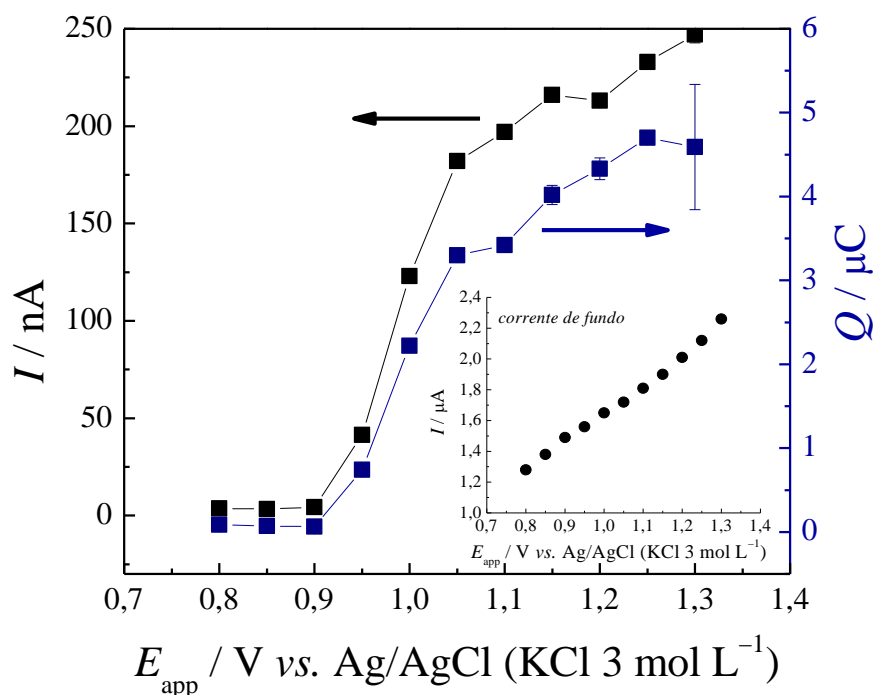 250
200
150
100
50
0
I / nA
6
5
4
3
2
1
0
Q / μC
corrente de fundo
2,4
2,2
2,0
1,8
1,6
1,4
1,2
1,0
I / μA
0,7 0,8 0,9 1,0 1,1 1,2 1,3 1,4
E_app / V vs. Ag/AgCl (KCl 3 mol L⁻¹)
0,7 0,8 0,9 1,0 1,1 1,2 1,3 1,4
E_app / V vs. Ag/AgCl (KCl 3 mol L⁻¹)